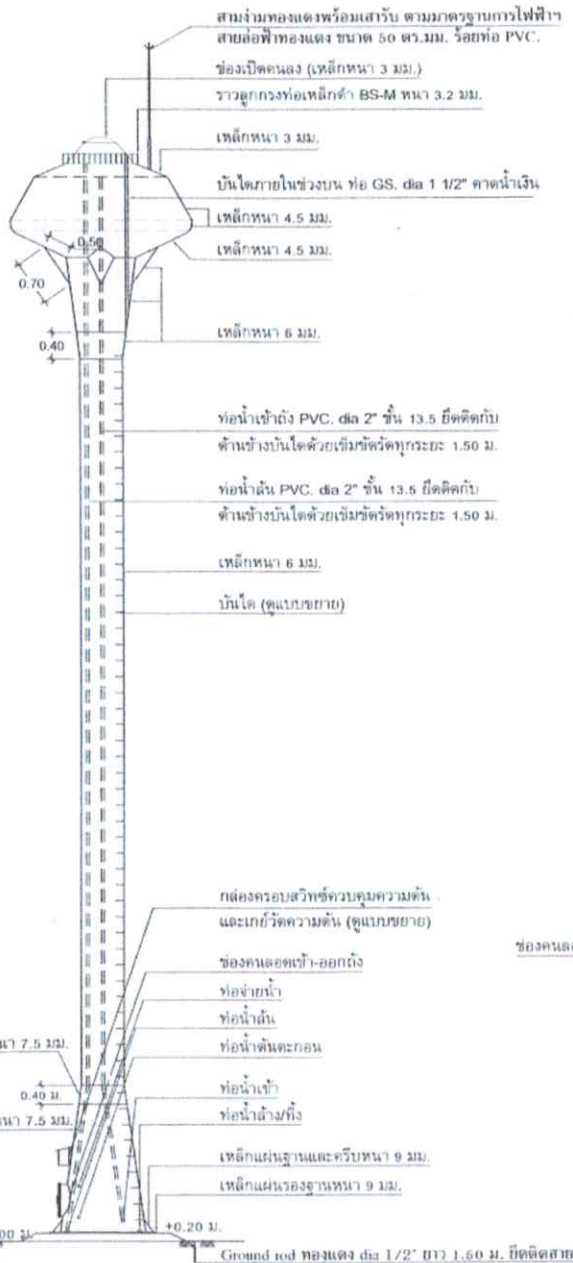 สามง่ามทองแดงพร้อมเสารับ ตามมาตรฐานการไฟฟ้าฯ
สายล่อฟ้าทองแดง ขนาด 50 ตร.มม. ร้อยท่อ PVC.
ช่องเปิดคนลง (เหล็กหนา 3 มม.)
ราวลูกกรงท่อเหล็กดำ BS-M หนา 3.2 มม.
เหล็กหนา 3 มม.
บันไดภายในช่วงบน ท่อ GS. dia 1 1/2" คาดน้ำเงิน
เหล็กหนา 4.5 มม.
0.50
เหล็กหนา 4.5 มม.
0.70
เหล็กหนา 6 มม.
0.40
ท่อน้ำเข้าถัง PVC. dia 2" ชั้น 13.5 ยึดติดกับ
ด้านข้างบันไดด้วยเข็มขัดรัดทุกระยะ 1.50 ม.
ท่อน้ำล้น PVC. dia 2" ชั้น 13.5 ยึดติดกับ
ด้านข้างบันไดด้วยเข็มขัดรัดทุกระยะ 1.50 ม.
เหล็กหนา 6 มม.
บันได (ดูแบบขยาย)
กล่องครอบสวิทซ์ควบคุมความดัน
และเกย์วัดความดัน (ดูแบบขยาย)
ช่องคนลอ
ช่องคนลอดเข้า-ออกถัง
ท่อจ่ายน้ำ
ท่อน้ำล้น
นา 7.5 มม.
ท่อน้ำดันตะกอน
0.40 ม.
ท่อน้ำเข้า
นา 7.5 มม.
ท่อน้ำล้าง/ทิ้ง
เหล็กแผ่นฐานและครีบหนา 9 มม.
เหล็กแผ่นรองฐานหนา 9 มม.
00 ม.
+0.20 ม.
Ground rod ทองแดง dia 1/2" ยาว 1.50 ม. ยึดติดสาย